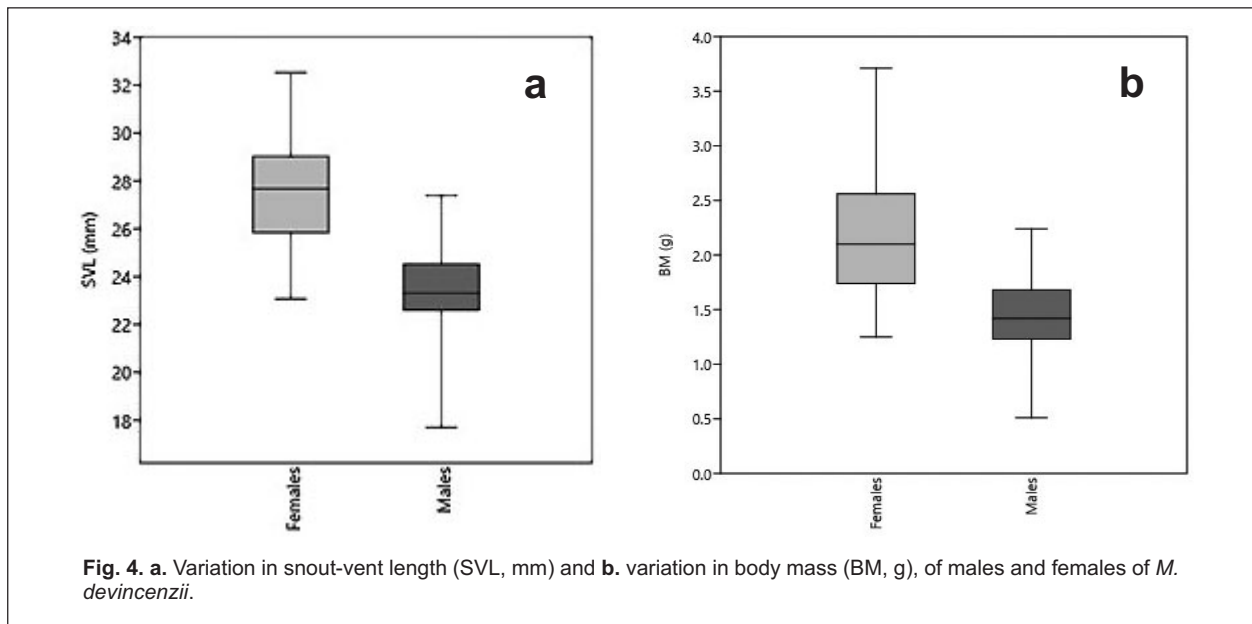 34
32
30
28
26
24
22
20
18
SVL (mm)
Females
Males
a
4.0
3.5
3.0
2.5
2.0
1.5
1.0
0.5
0.0
BM (g)
Females
Males
b
Fig. 4. a. Variation in snout-vent length (SVL, mm) and b. variation in body mass (BM, g), of males and females of M.
devincenzii.